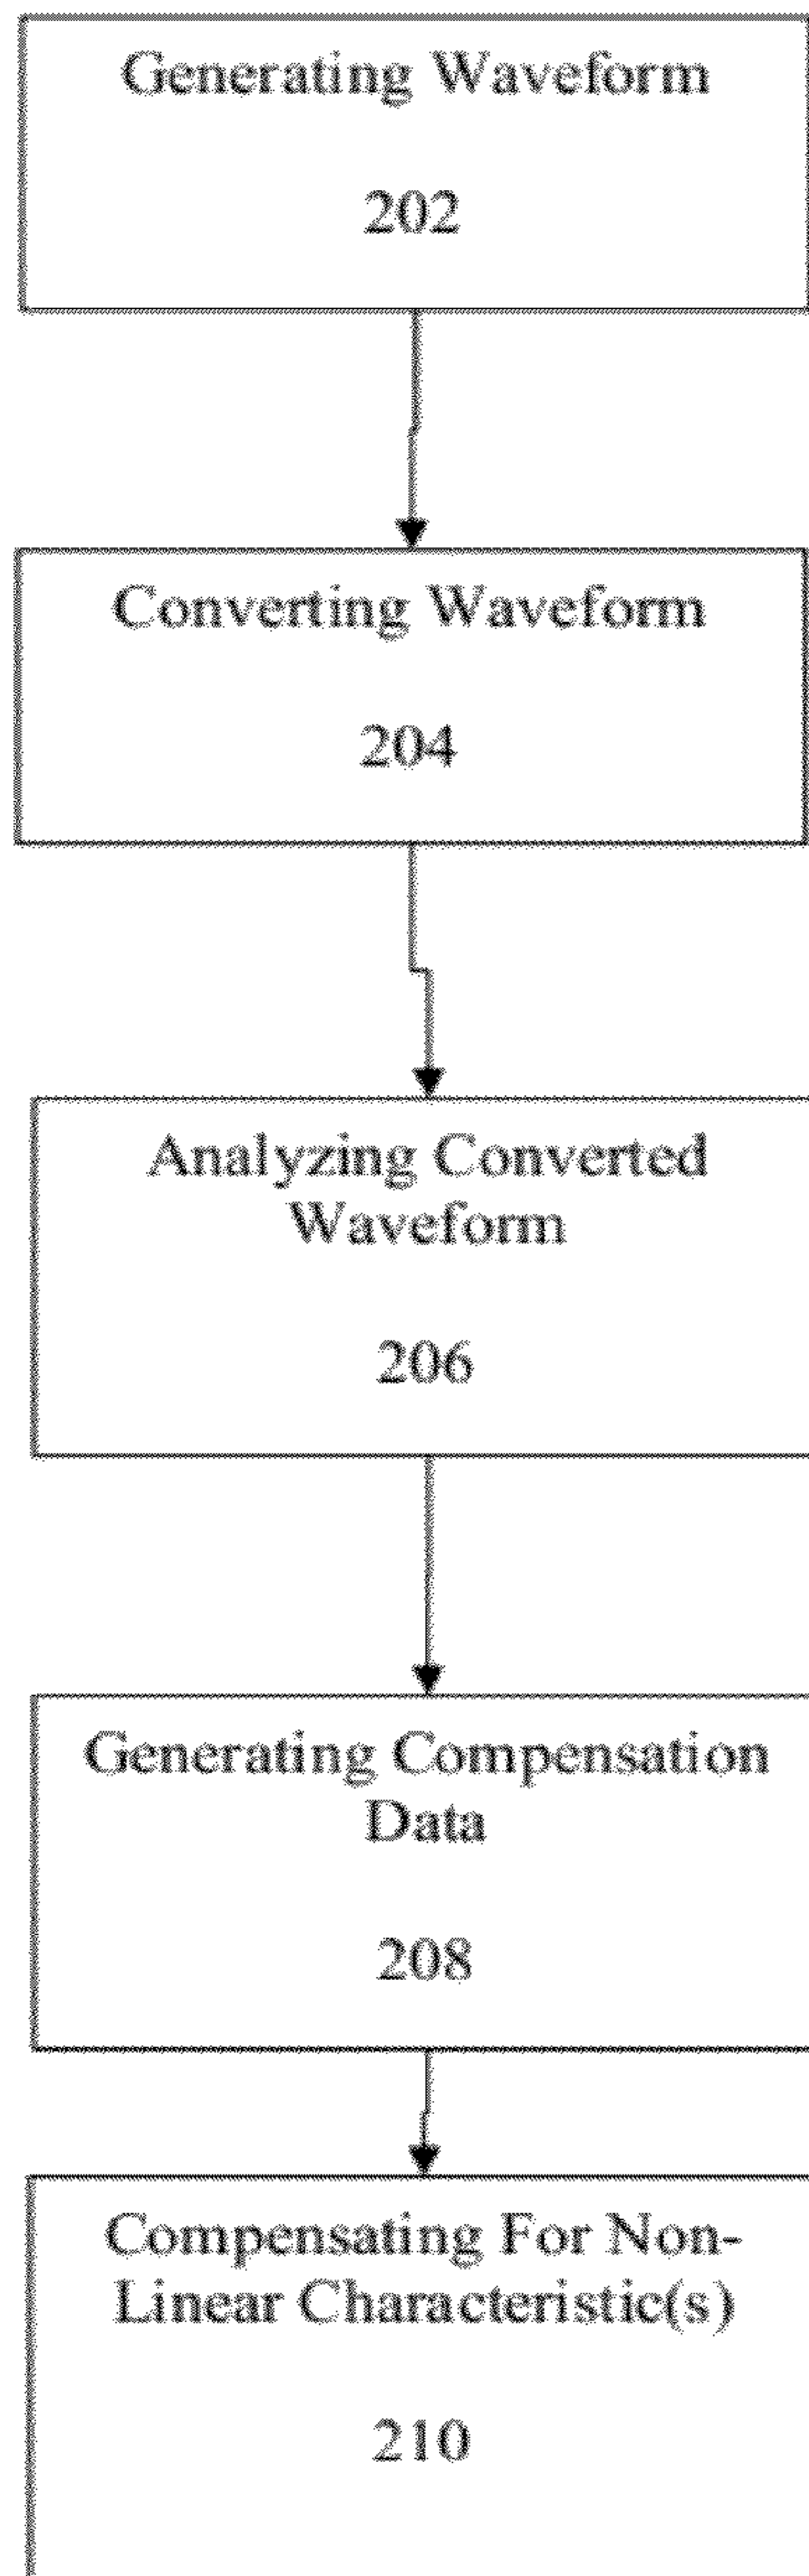 Generating Waveform
202
Converting Waveform
204
Analyzing Converted
Waveform
206
Generating Compensation
Data
208
Compensating For Non-
Linear Characteristic(s)
210